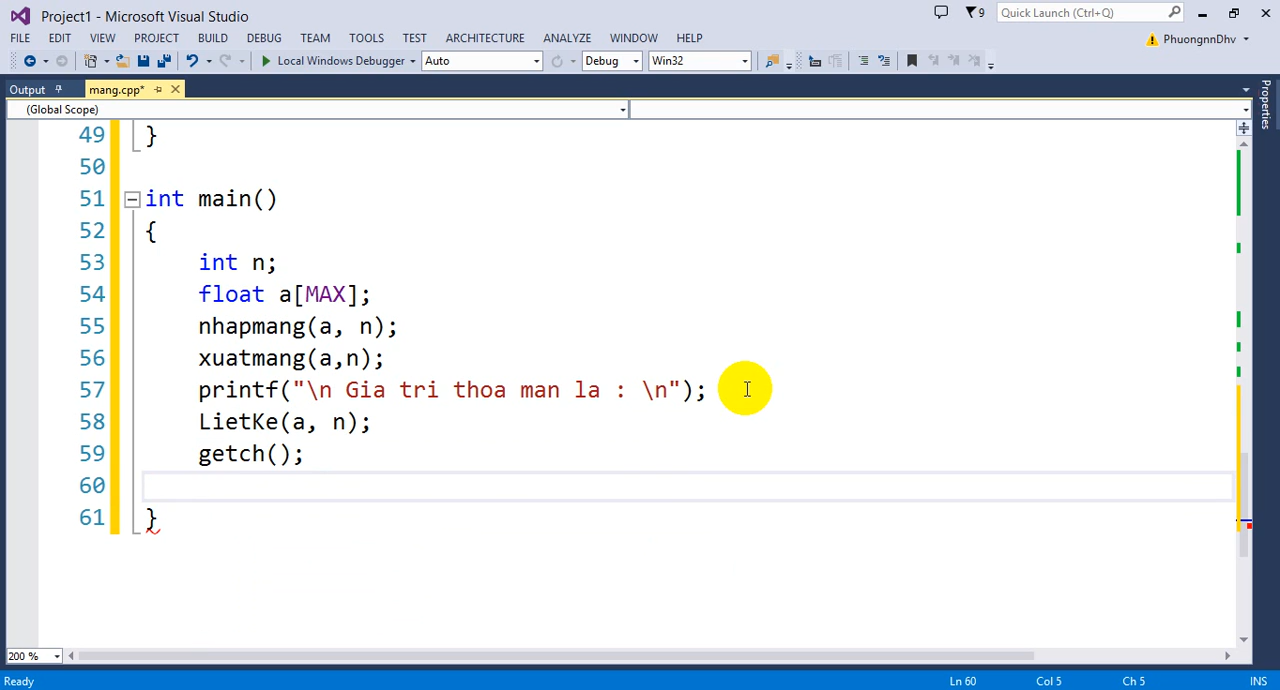 Project1 - Microsoft Visual Studio
9
Quick Launch (Ctrl+Q)
FILE EDIT VIEW PROJECT BUILD DEBUG TEAM TOOLS TEST ARCHITECTURE ANALYZE WINDOW HELP
PhuongnnDhv
Local Windows Debugger Auto Debug Win32
Output mang.cpp*
Properties
(Global Scope)
49 }
50
51 int main()
52 {
53 int n;
54 float a[MAX];
55 nhapmang(a, n);
56 xuatmang(a,n);
57 printf("\n Gia tri thoa man la : \n");
58 LietKe(a, n);
59 getch();
60
61 }
200 %
Ready Ln 60 Col 5 Ch 5 INS